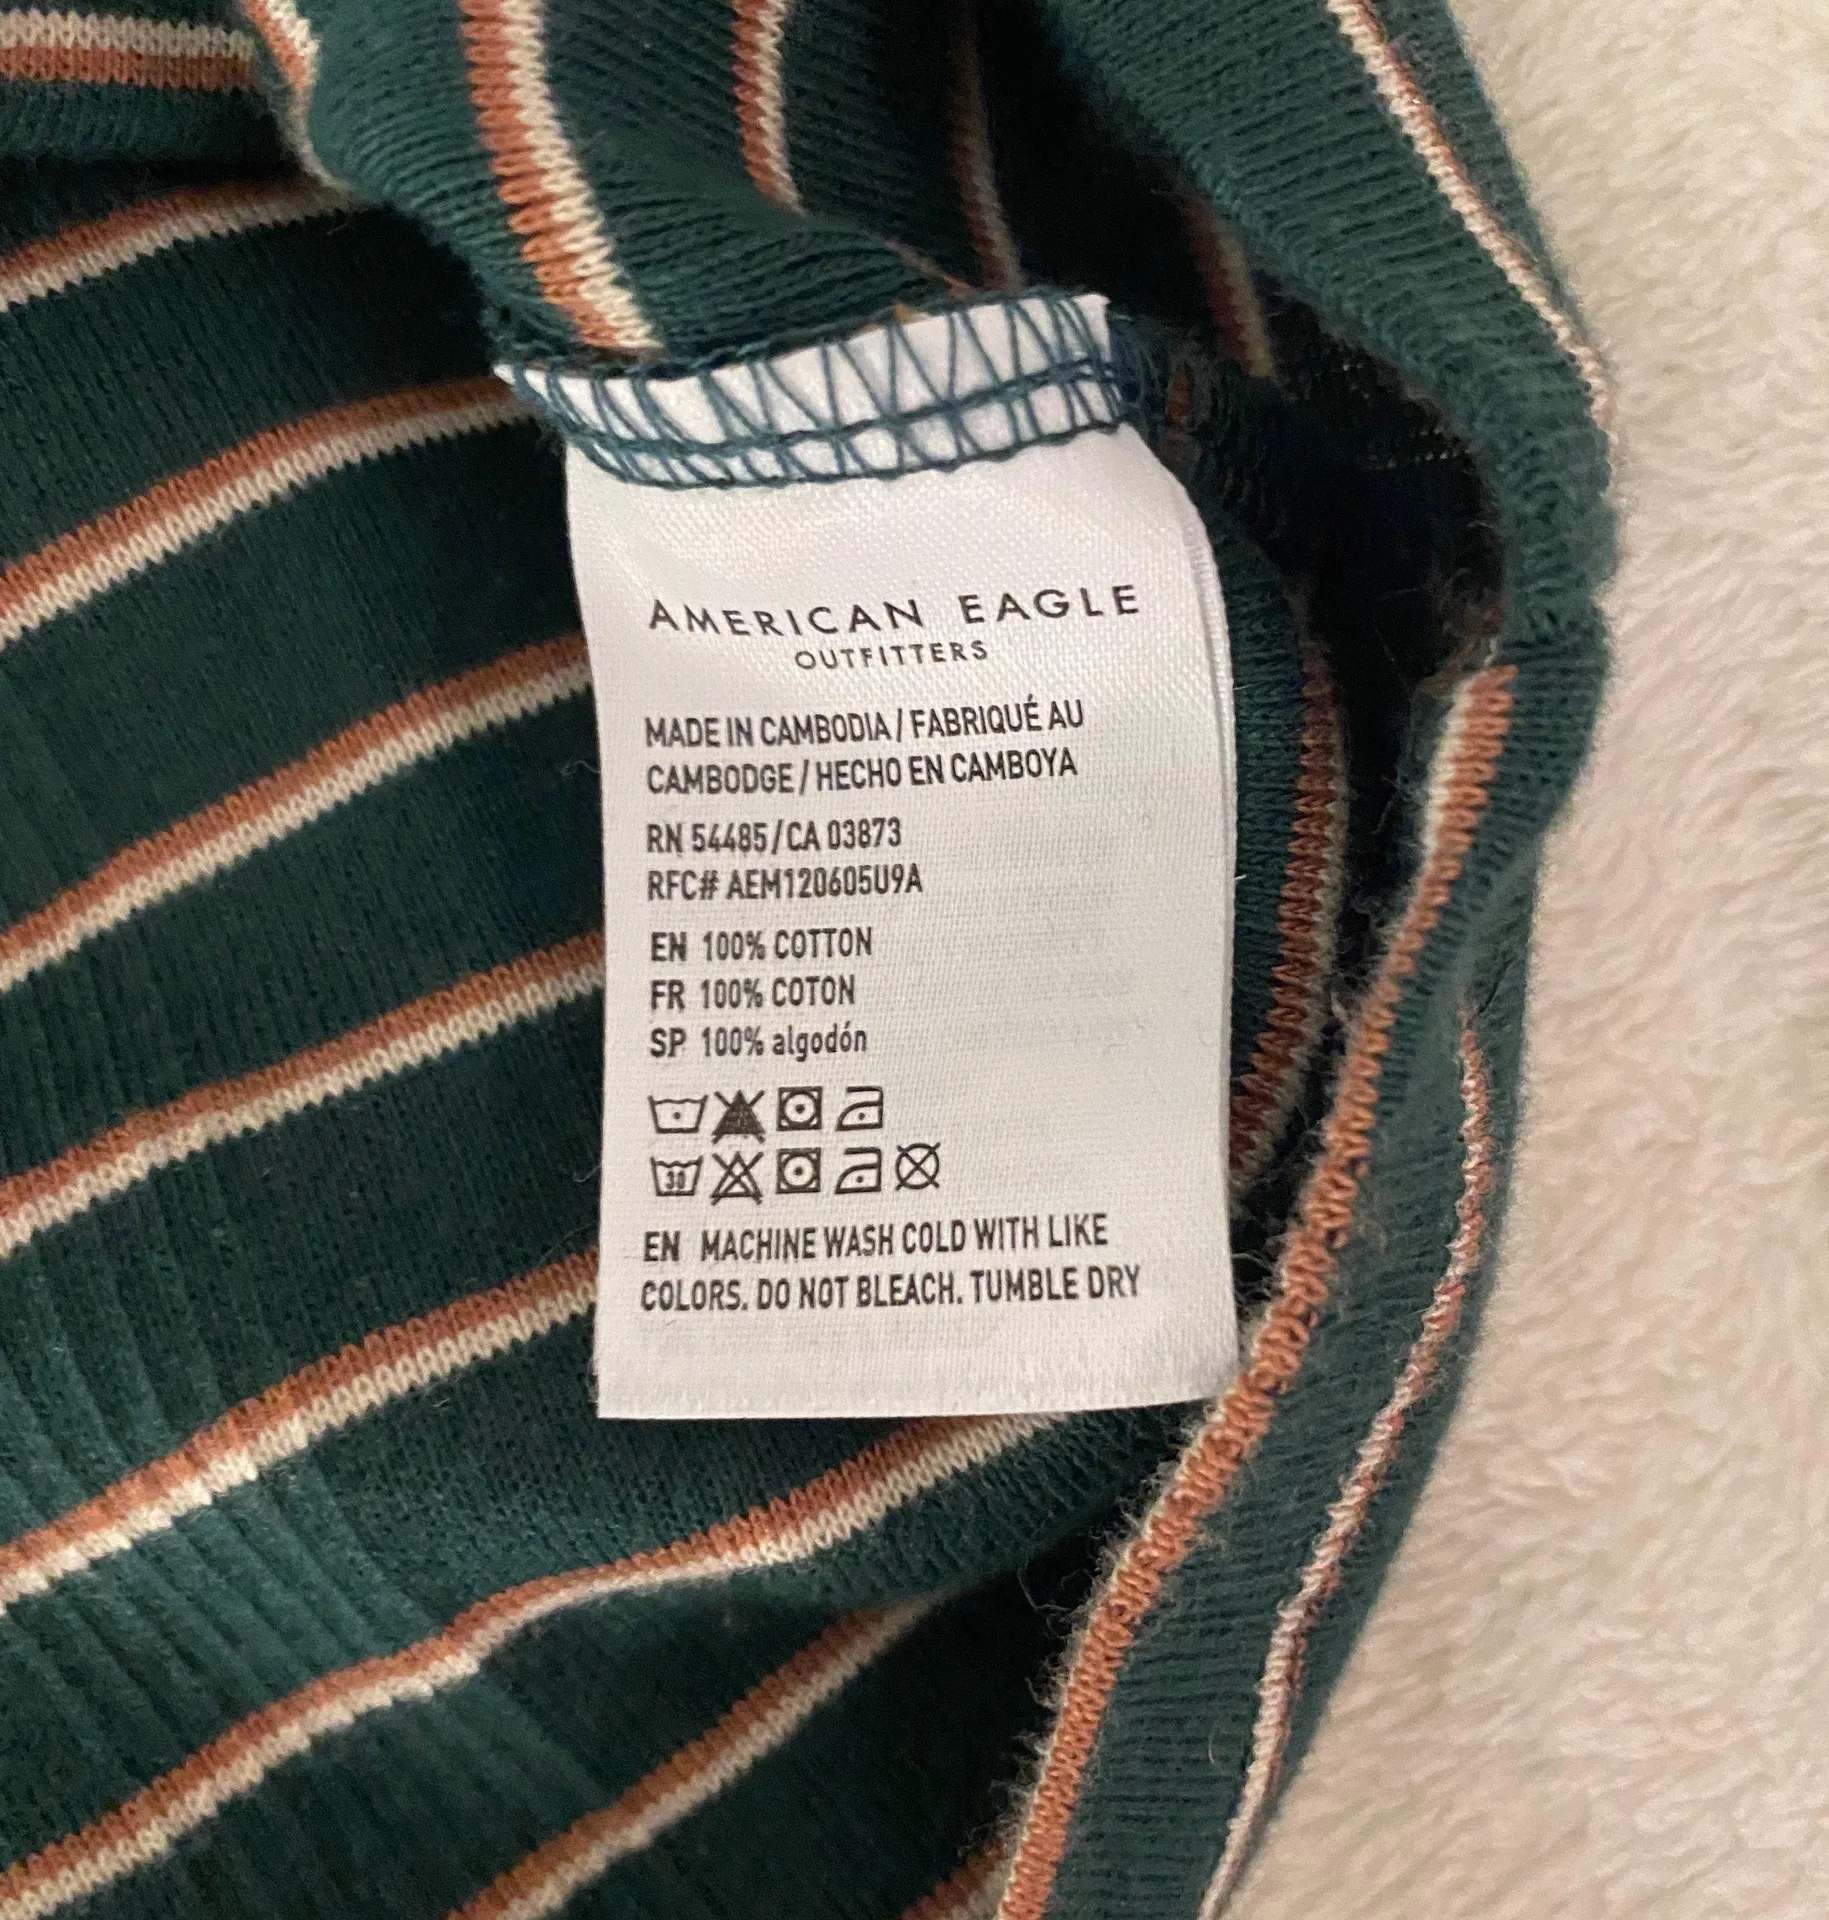 AMERICAN EAGLE
OUTFITTERS
MADE IN CAMBODIA / FABRIQUÉ AU
CAMBODGE / HECHO EN CAMBOYA
RN 54485 / CA 03873
RFC# AEM120605U9A
EN 100% COTTON
FR 100% COTON
SP 100% algodón
30
EN MACHINE WASH COLD WITH LIKE
COLORS. DO NOT BLEACH. TUMBLE DRY